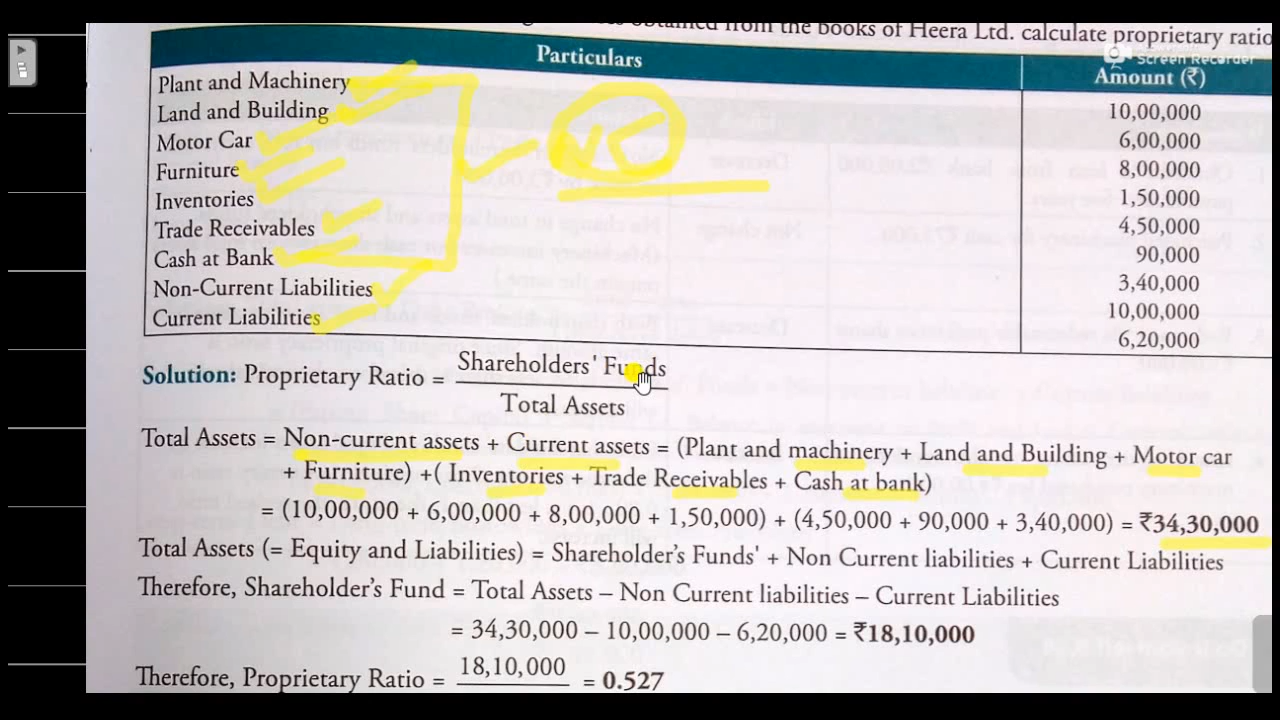 obtained from the books of Heera Ltd. calculate proprietary ratio
Screen Recorder
Particulars Amount (₹)
Plant and Machinery 10,00,000
Land and Building 6,00,000
Motor Car 8,00,000
Furniture 1,50,000
Inventories 4,50,000
Trade Receivables 90,000
Cash at Bank 3,40,000
Non-Current Liabilities 10,00,000
Current Liabilities 6,20,000
Solution: Proprietary Ratio = Shareholders' Funds
Total Assets
Total Assets = Non-current assets + Current assets = (Plant and machinery + Land and Building + Motor car
+ Furniture) +( Inventories + Trade Receivables + Cash at bank)
= (10,00,000 + 6,00,000 + 8,00,000 + 1,50,000) + (4,50,000 + 90,000 + 3,40,000) = ₹34,30,000
Total Assets (= Equity and Liabilities) = Shareholder's Funds' + Non Current liabilities + Current Liabilities
Therefore, Shareholder's Fund = Total Assets – Non Current liabilities – Current Liabilities
= 34,30,000 – 10,00,000 – 6,20,000 = ₹18,10,000
Therefore, Proprietary Ratio = 18,10,000 = 0.527